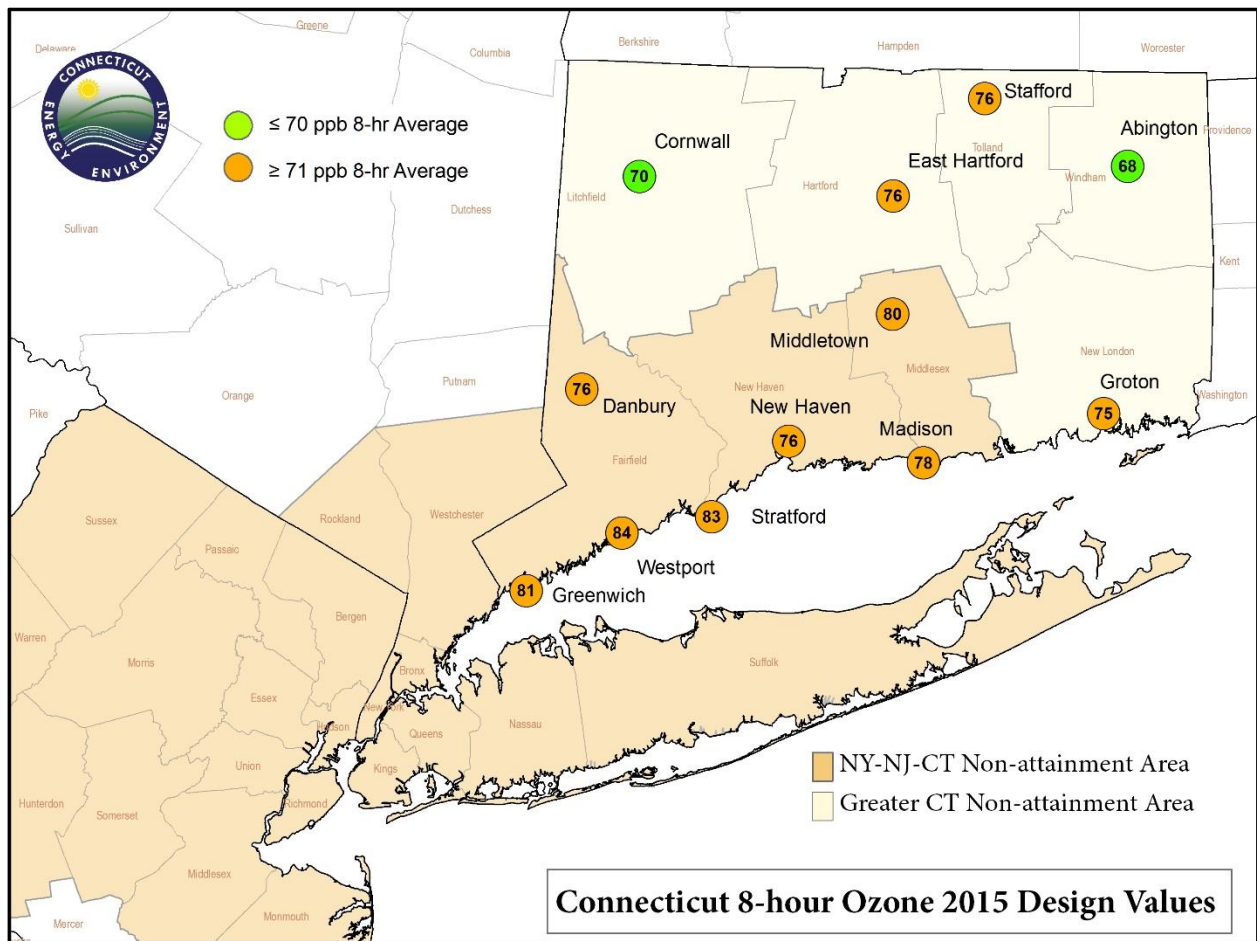 Greene
Delaware
Columbia
Berkshire
Hampden
Worcester
CONNECTICUT
ENERGY
ENVIRONMENT
≤ 70 ppb 8-hr Average
≥ 71 ppb 8-hr Average
76
Stafford
Cornwall
70
Litchfield
Hartford
East Hartford
76
Tolland
Abington
68
Windham
Providence
Kent
Sullivan
Dutchess
Ulster
Middletown
80
Middlesex
New London
Groton
75
Washington
Pike
Orange
Putnam
76
Danbury
New Haven
New Haven
76
Madison
78
Fairfield
Sussex
Passaic
Rockland
Westchester
84
Westport
83
Stratford
81
Greenwich
Bergen
Warren
Morris
Essex
Bronx
New York
Hudson
Queens
Nassau
Suffolk
Union
Kings
Richmond
Hunterdon
Somerset
Middlesex
Mercer
Monmouth
NY-NJ-CT Non-attainment Area
Greater CT Non-attainment Area
Connecticut 8-hour Ozone 2015 Design Values